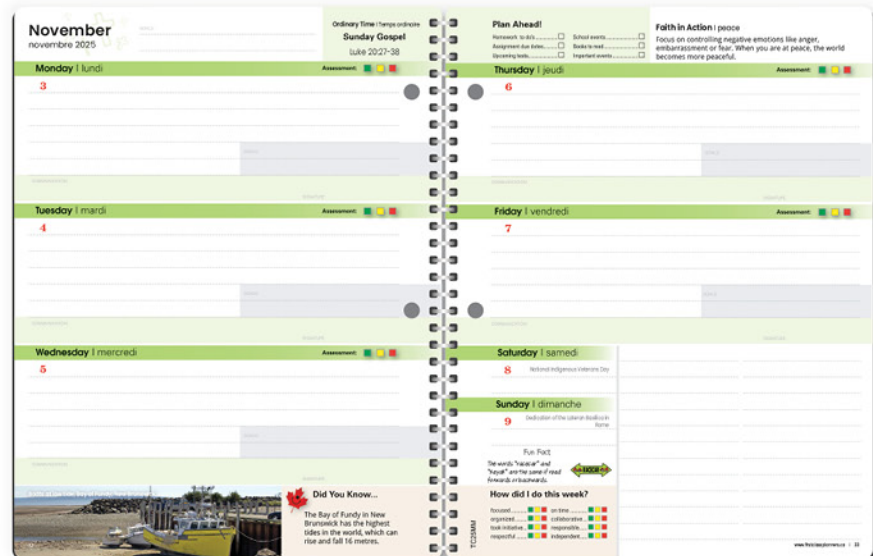 November
novembre 2025
Ordinary Time | Temps ordinaire
Sunday Gospel
Luke 20:27-38
Monday | lundi
Assessment:
3
Tuesday | mardi
Assessment:
4
Wednesday | mercredi
Assessment:
5
Did You Know...
The Bay of Fundy in New
Brunswick has the highest
tides in the world, which can
rise and fall 16 metres.
Plan Ahead!
Homework to do's
School events
Assignment due dates
Books to read
Upcoming tests
Important events
Faith in Action | peace
Focus on controlling negative emotions like anger,
embarrassment or fear. When you are at peace, the world
becomes more peaceful.
Thursday | jeudi
Assessment:
6
Friday | vendredi
Assessment:
7
Saturday | samedi
8
National Indigenous Veterans Day
Sunday | dimanche
9
Dedication of the Lateran Basilica in
Rome
Fun Fact
The words "racecar" and
"kayak" are the same if read
forwards or backwards.
How did I do this week?
focused
on time
organized
collaborative
took initiative
responsible
respectful
independent
TC25MM